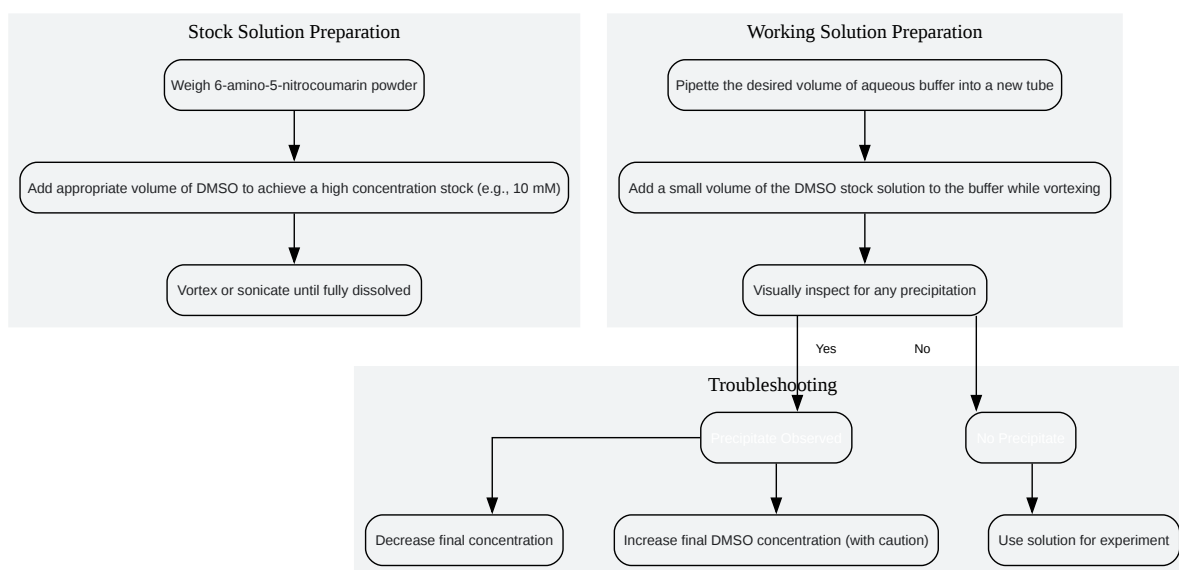 Stock Solution Preparation
Weigh 6-amino-5-nitrocoumarin powder
Add appropriate volume of DMSO to achieve a high concentration stock (e.g., 10 mM)
Vortex or sonicate until fully dissolved
Working Solution Preparation
Pipette the desired volume of aqueous buffer into a new tube
Add a small volume of the DMSO stock solution to the buffer while vortexing
Visually inspect for any precipitation
Yes
No
Troubleshooting
Precipitate Observed
No Precipitate
Decrease final concentration
Increase final DMSO concentration (with caution)
Use solution for experiment